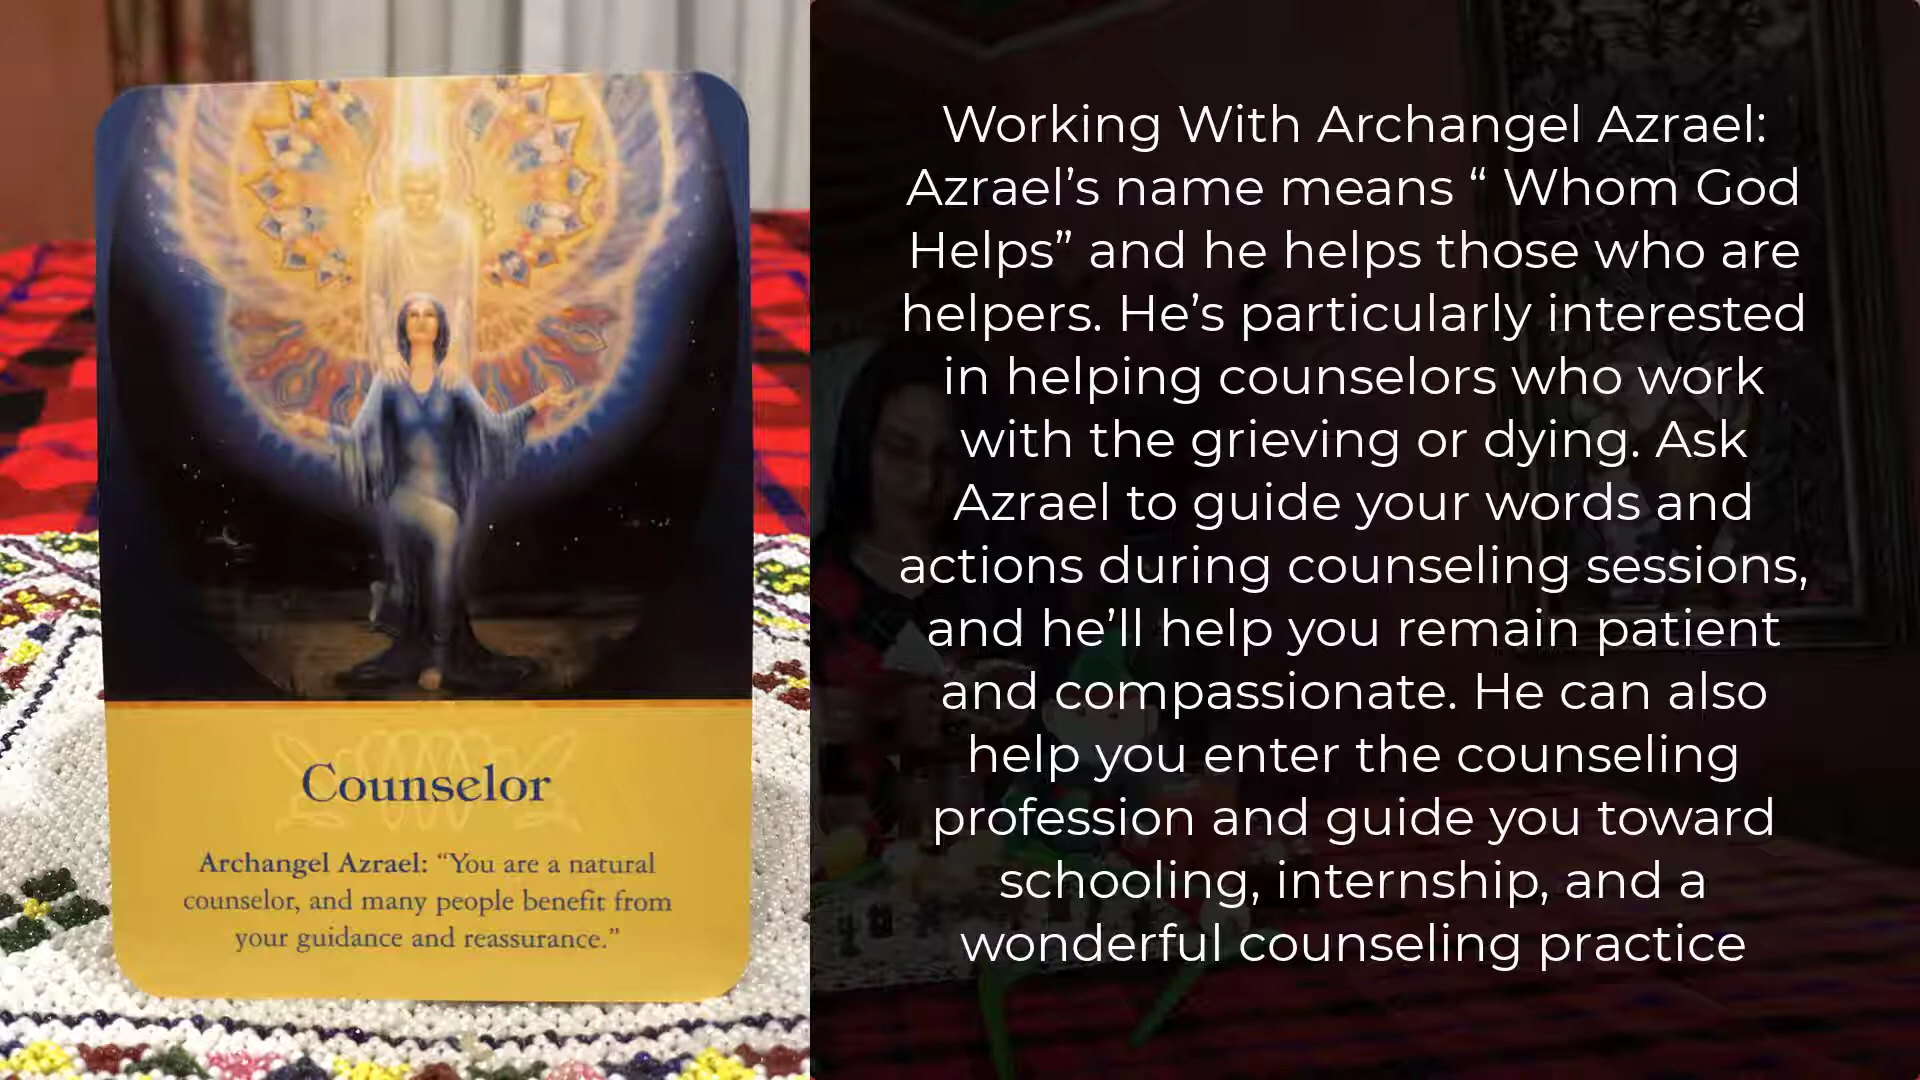 Counselor
Archangel Azrael: “You are a natural
counselor, and many people benefit from
your guidance and reassurance.”
Working With Archangel Azrael:
Azrael’s name means “ Whom God
Helps” and he helps those who are
helpers. He’s particularly interested
in helping counselors who work
with the grieving or dying. Ask
Azrael to guide your words and
actions during counseling sessions,
and he’ll help you remain patient
and compassionate. He can also
help you enter the counseling
profession and guide you toward
schooling, internship, and a
wonderful counseling practice